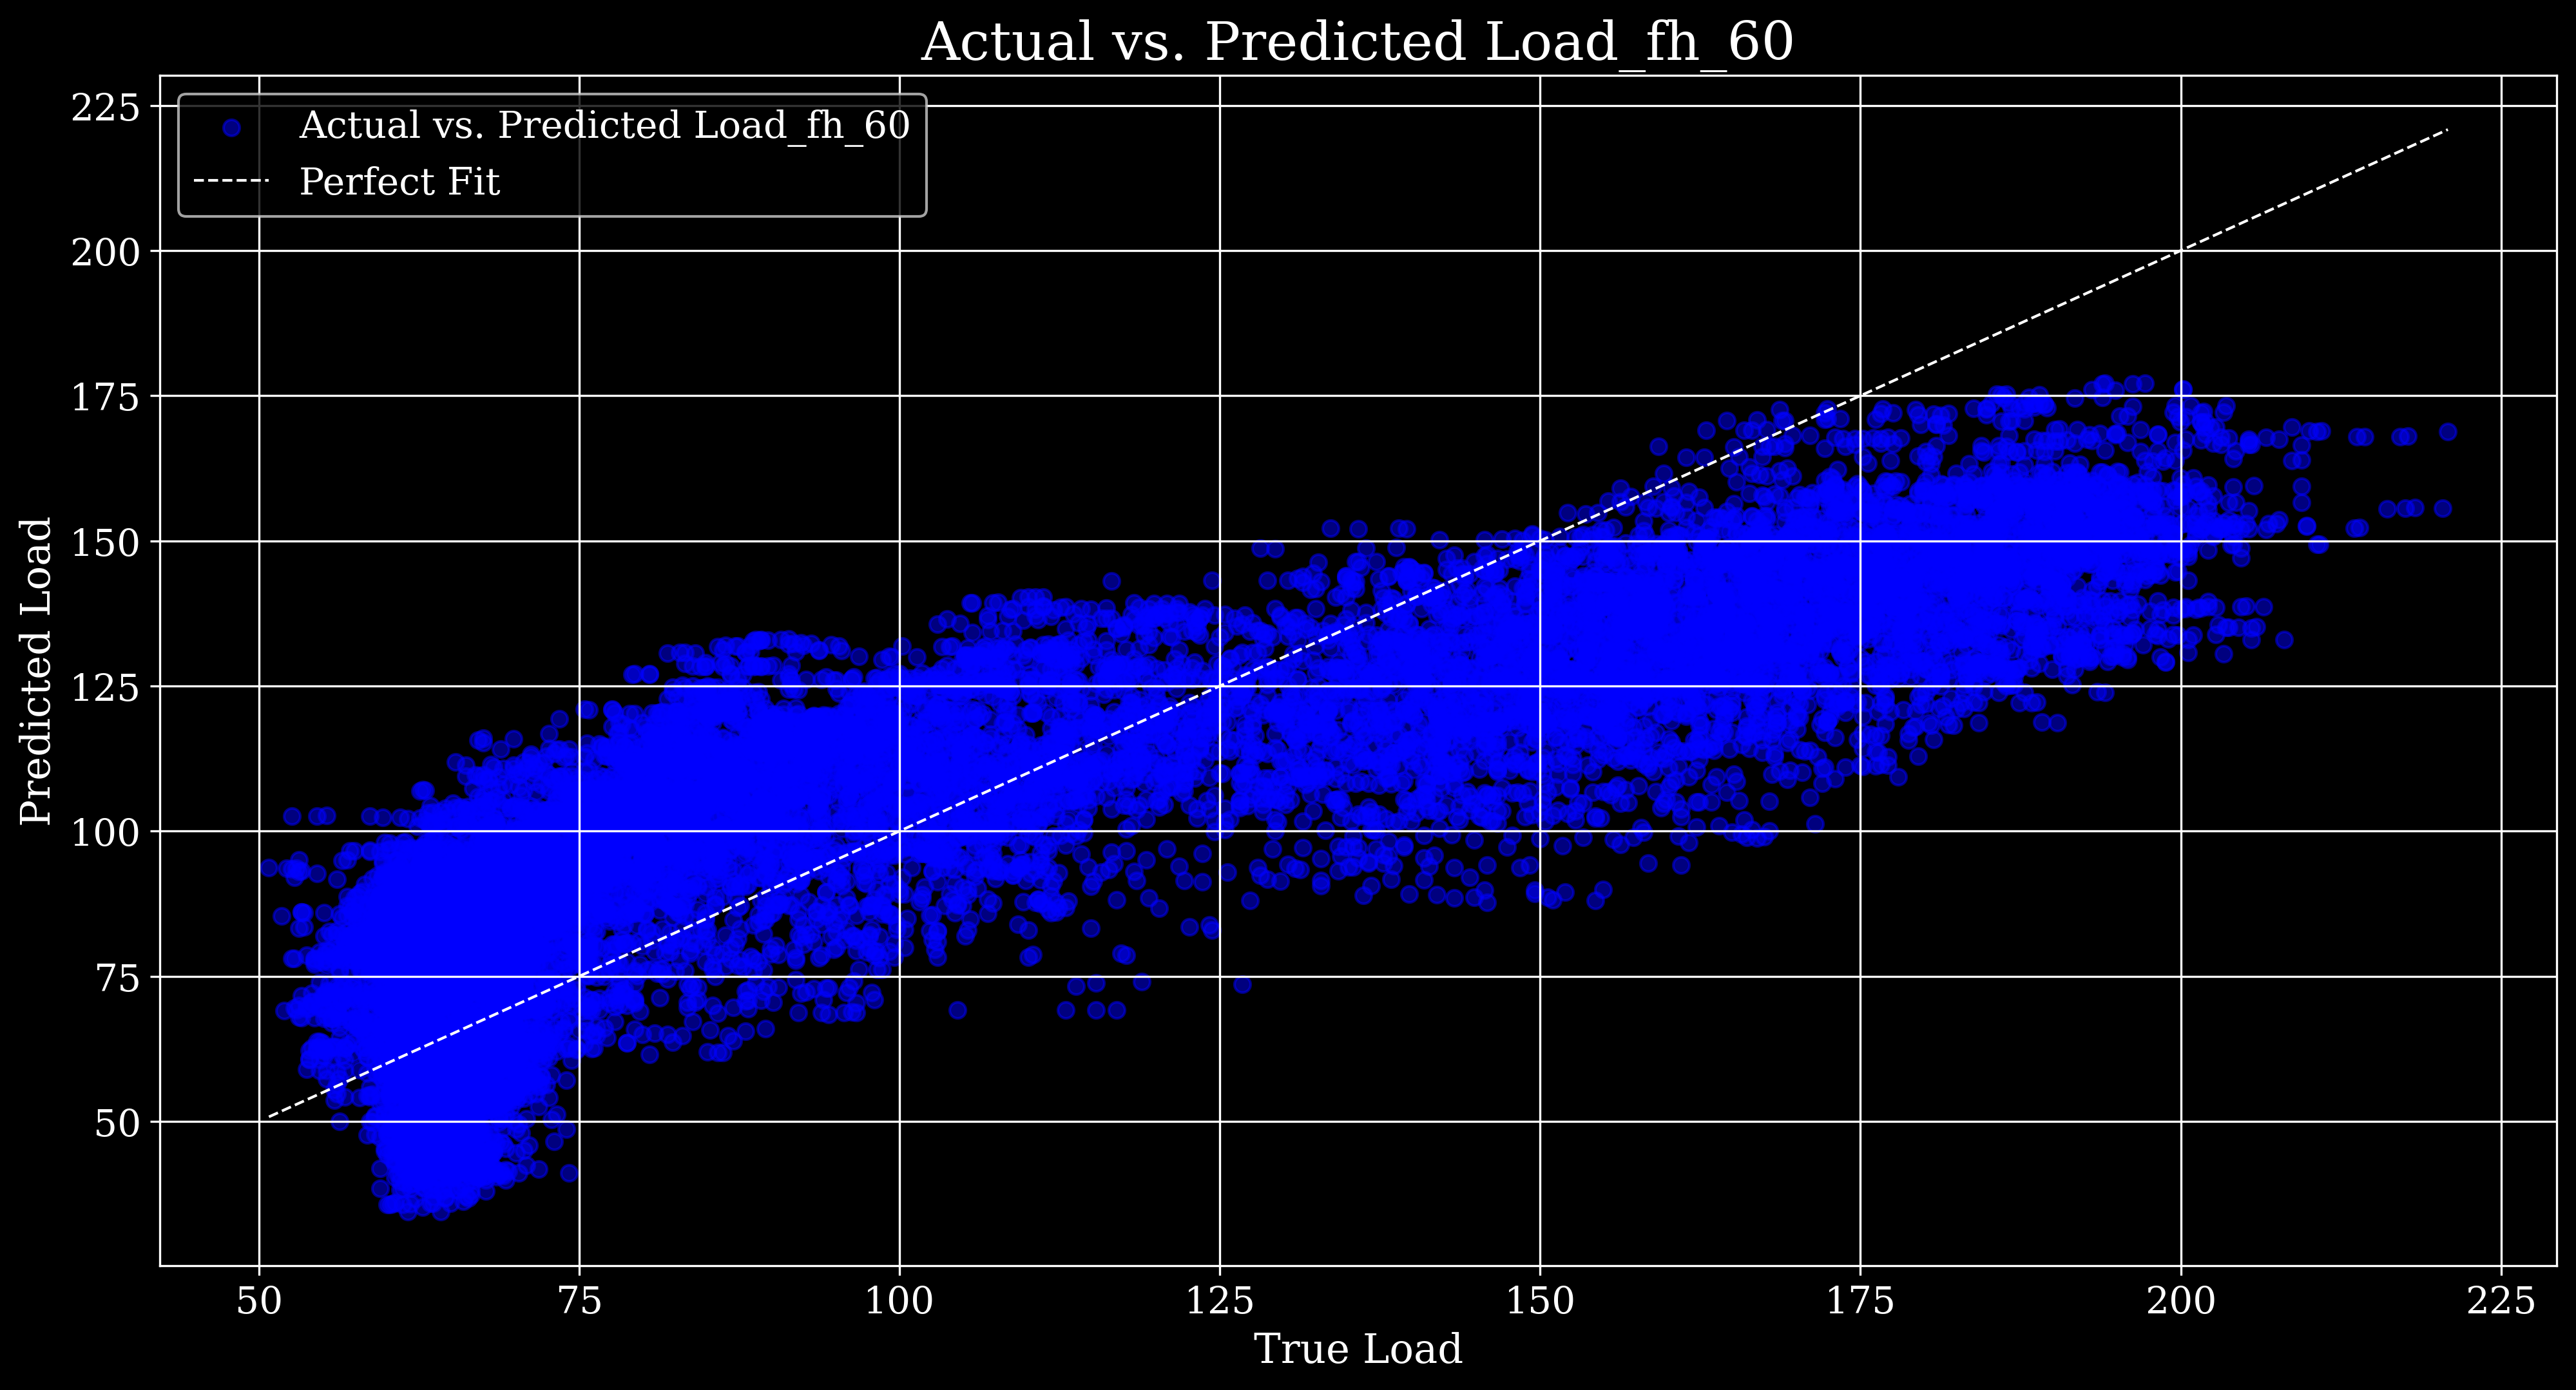 Actual vs. Predicted Load_fh_60
Actual vs. Predicted Load_fh_60
Perfect Fit
225
200
175
150
125
100
75
50
Predicted Load
50 75 100 125 150 175 200 225
True Load